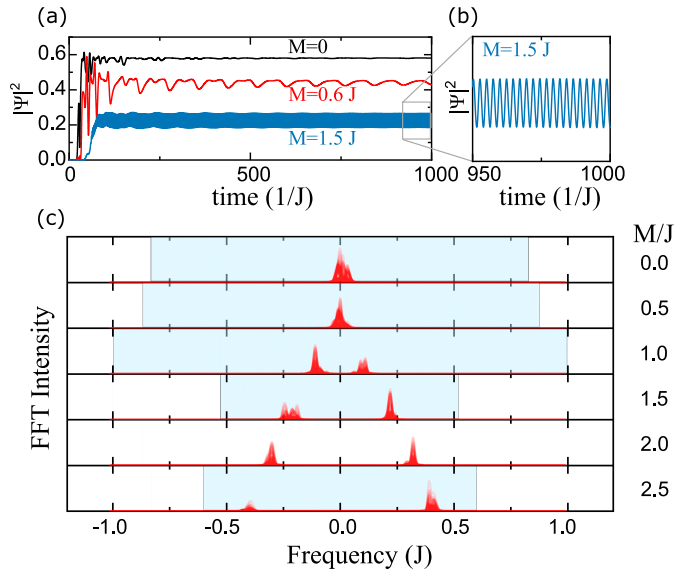 (a)
(b)
|Ψ|²
0.6
0.4
0.2
0.0
M=0
M=0.6 J
M=1.5 J
0
500
1000
time (1/J)
|Ψ|²
M=1.5 J
950
1000
time (1/J)
(c)
M/J
0.0
0.5
1.0
1.5
2.0
2.5
FFT Intensity
-1.0
-0.5
0.0
0.5
1.0
Frequency (J)